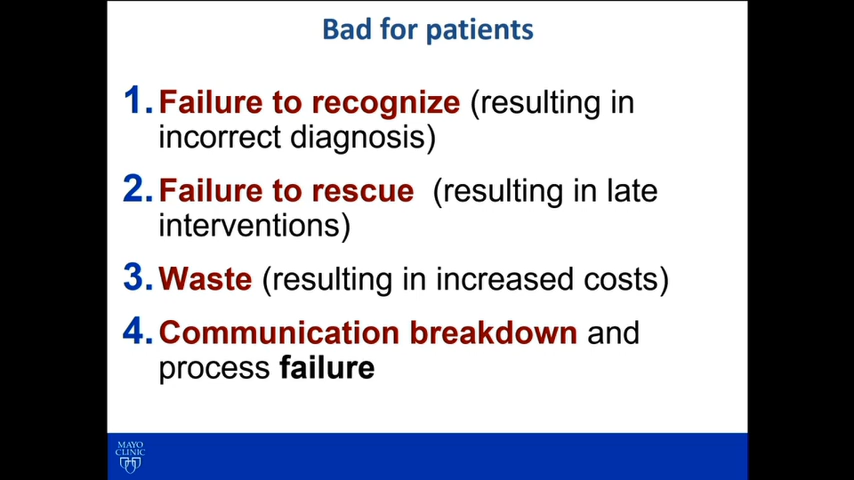 Bad for patients
1. Failure to recognize (resulting in
incorrect diagnosis)
2. Failure to rescue (resulting in late
interventions)
3. Waste (resulting in increased costs)
4. Communication breakdown and
process failure
MAYO
CLINIC